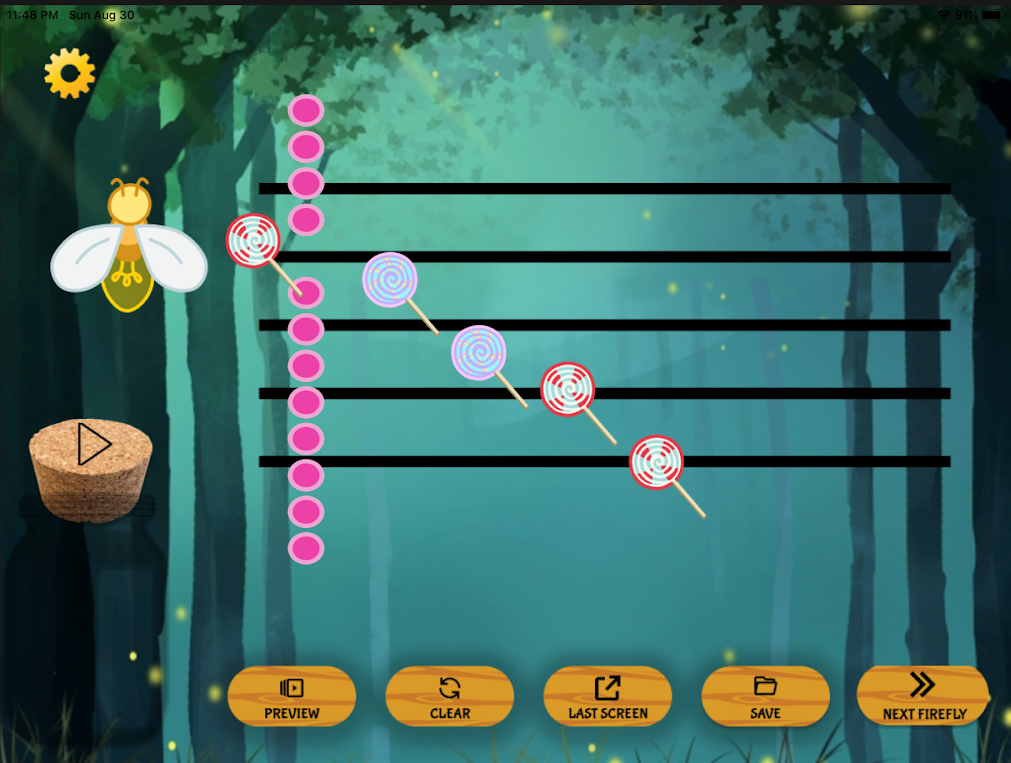 11:48 PM Sun Aug 30
91%
PREVIEW
CLEAR
LAST SCREEN
SAVE
NEXT FIREFLY